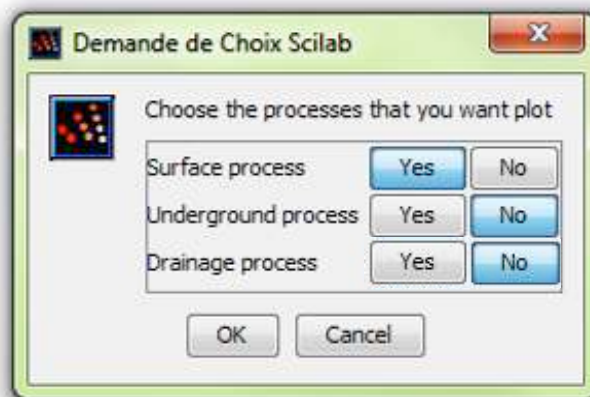 Demande de Choix Scilab
Choose the processes that you want plot
Surface process Yes No
Underground process Yes No
Drainage process Yes No
OK Cancel